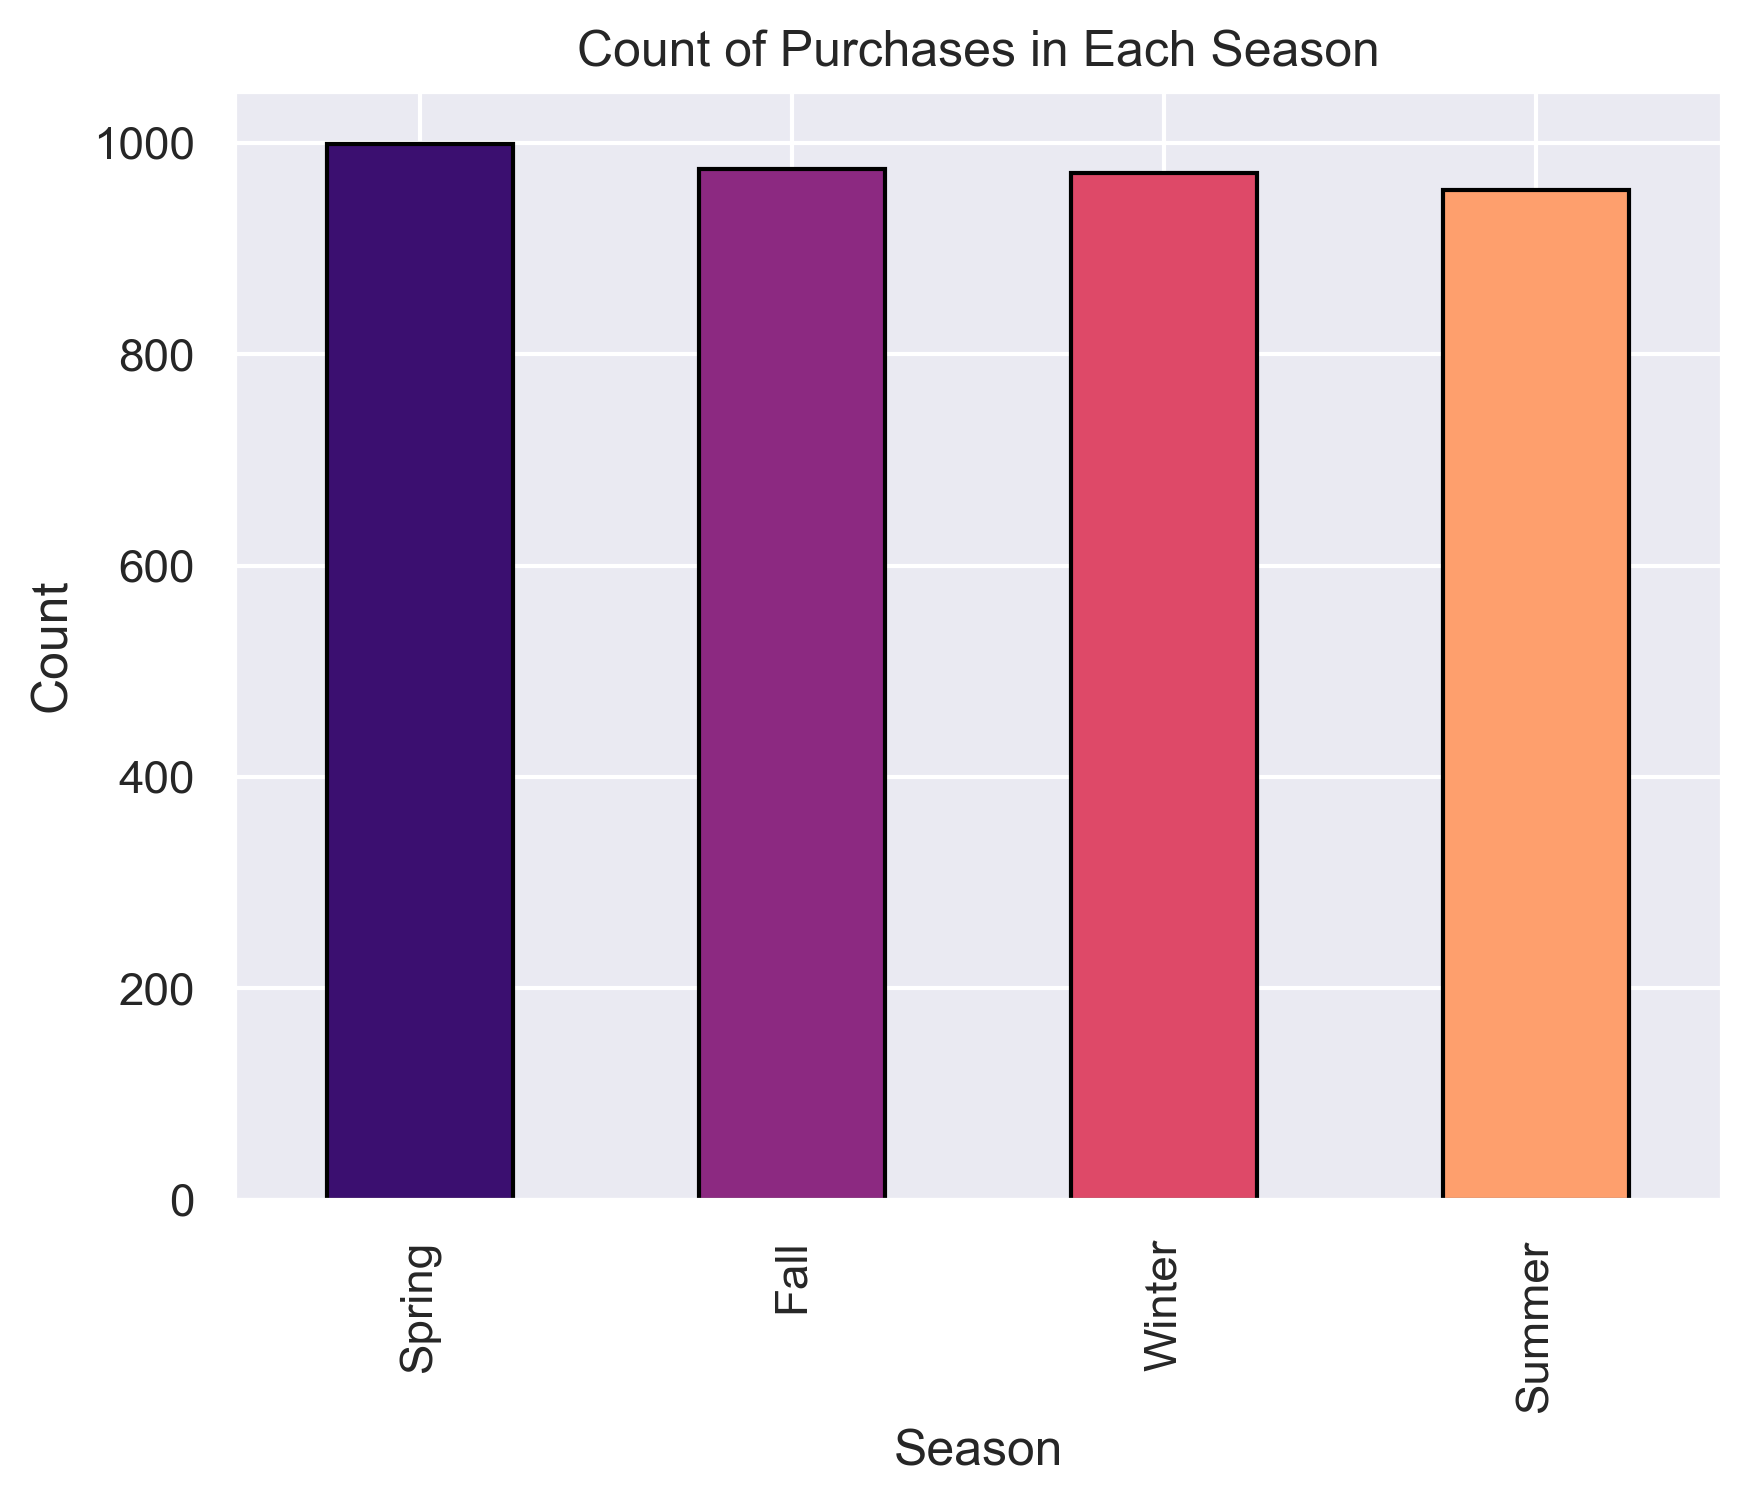 Count of Purchases in Each Season
1000
800
600
400
200
0
Count
Spring
Fall
Winter
Summer
Season